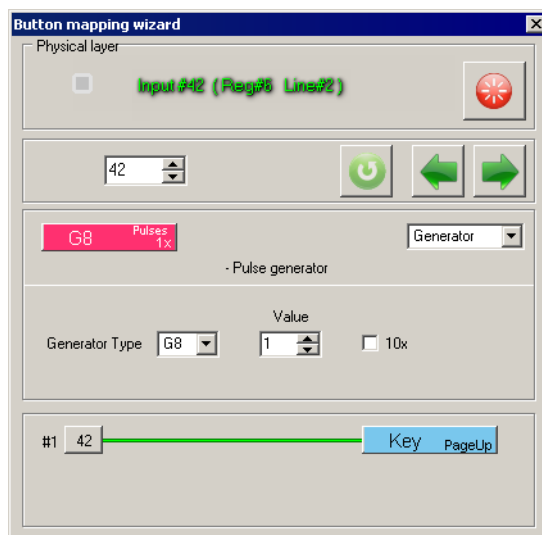 Button mapping wizard
Physical layer
Input#42 (Reg#6 Line#2)
42
G8 Pulses 1x
Generator
- Pulse generator
Value
Generator Type G8 1 10x
#1 42 Key PageUp